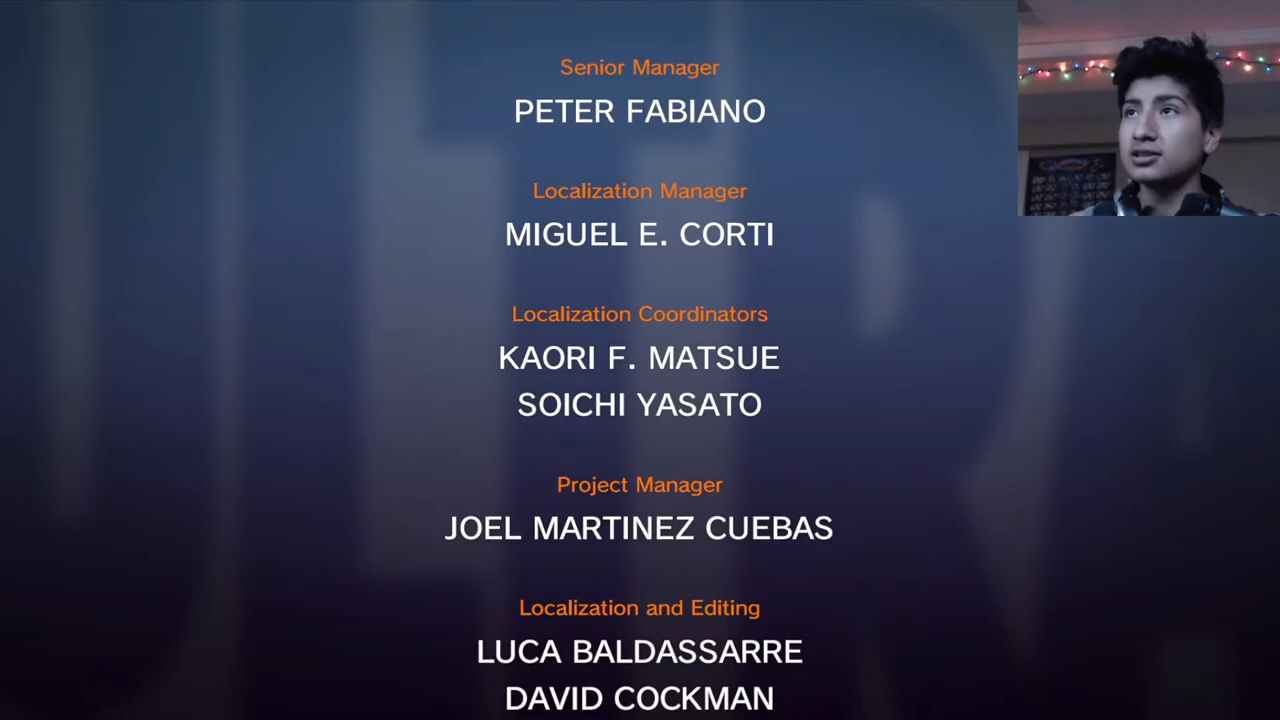 Senior Manager
PETER FABIANO
Localization Manager
MIGUEL E. CORTI
Localization Coordinators
KAORI F. MATSUE
SOICHI YASATO
Project Manager
JOEL MARTINEZ CUEBAS
Localization and Editing
LUCA BALDASSARRE
DAVID COCKMAN